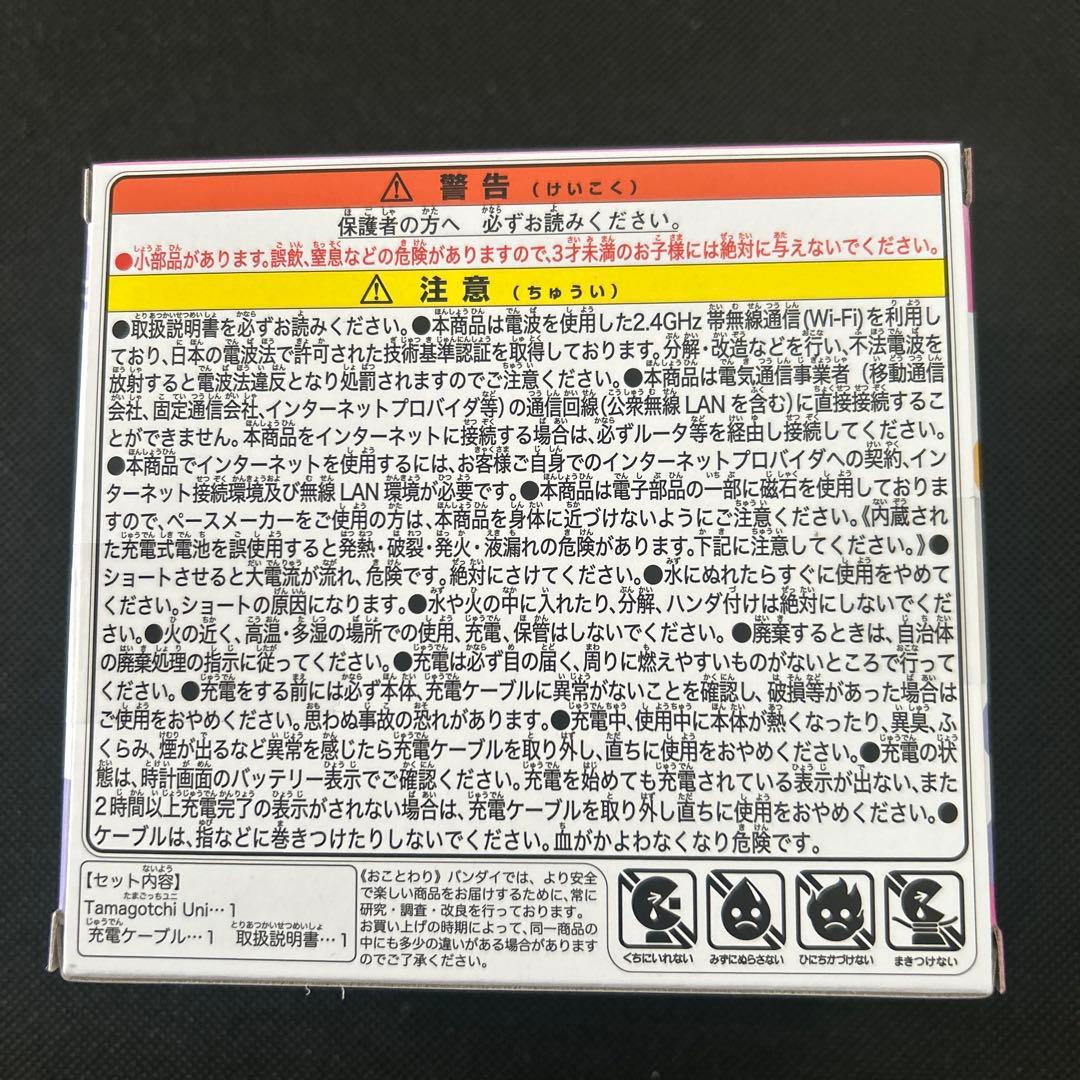 ⚠ 警告 (けいこく)
保護者の方へ 必ずお読みください。
●小部品があります。誤飲、窒息などの危険がありますので、3才未満のお子様には絶対に与えないでください。
⚠ 注意 (ちゅうい)
●取扱説明書を必ずお読みください。●本商品は電波を使用した2.4GHz 帯無線通信(Wi-Fi)を利用し
ており、日本の電波法で許可された技術基準認証を取得しております。分解・改造などを行い、不法電波を
放射すると電波法違反となり処罰されますのでご注意ください。●本商品は電気通信事業者(移動通信
会社、固定通信会社、インターネットプロバイダ等)の通信回線(公衆無線LANを含む)に直接接続するこ
とができません。本商品をインターネットに接続する場合は、必ずルータ等を経由し接続してください。
●本商品でインターネットを使用するには、お客様ご自身でのインターネットプロバイダへの契約、イン
ターネット接続環境及び無線LAN環境が必要です。●本商品は電子部品の一部に磁石を使用しておりま
すので、ペースメーカーをご使用の方は、本商品を身体に近づけないようにご注意ください。《内蔵され
た充電式電池を誤使用すると発熱・破裂・発火・液漏れの危険があります。下記に注意してください。》●
ショートさせると大電流が流れ、危険です。絶対にさけてください。●水にぬれたらすぐに使用をやめて
ください。ショートの原因になります。●水や火の中に入れたり、分解、ハンダ付けは絶対にしないでくだ
さい。●火の近く、高温・多湿の場所での使用、充電、保管はしないでください。●廃棄するときは、自治体
の廃棄処理の指示に従ってください。●充電は必ず目の届く、周りに燃えやすいものがないところで行って
ください。●充電をする前には必ず本体、充電ケーブルに異常がないことを確認し、破損等があった場合は
ご使用をおやめください。思わぬ事故の恐れがあります。●充電中、使用中に本体が熱くなったり、異臭、ふ
くらみ、煙が出るなど異常を感じたら充電ケーブルを取り外し、直ちに使用をおやめください。●充電の状
態は、時計画面のバッテリー表示でご確認ください。充電を始めても充電されている表示が出ない、また
2時間以上充電完了の表示がされない場合は、充電ケーブルを取り外し直ちに使用をおやめください。●
ケーブルは、指などに巻きつけたりしないでください。血がかよわなくなり危険です。
【セット内容】
Tamagotchi Uni…1
充電ケーブル…1 取扱説明書…1
《おことわり》バンダイでは、より安全
で楽しい商品をお届けするために、常に
研究・調査・改良を行っております。
お買い上げの時期によって、同一商品の
中にも多少の違いがある場合があります
のでご了承ください。
くちにいれない みずにぬらさない ひにちかづけない まきつけない